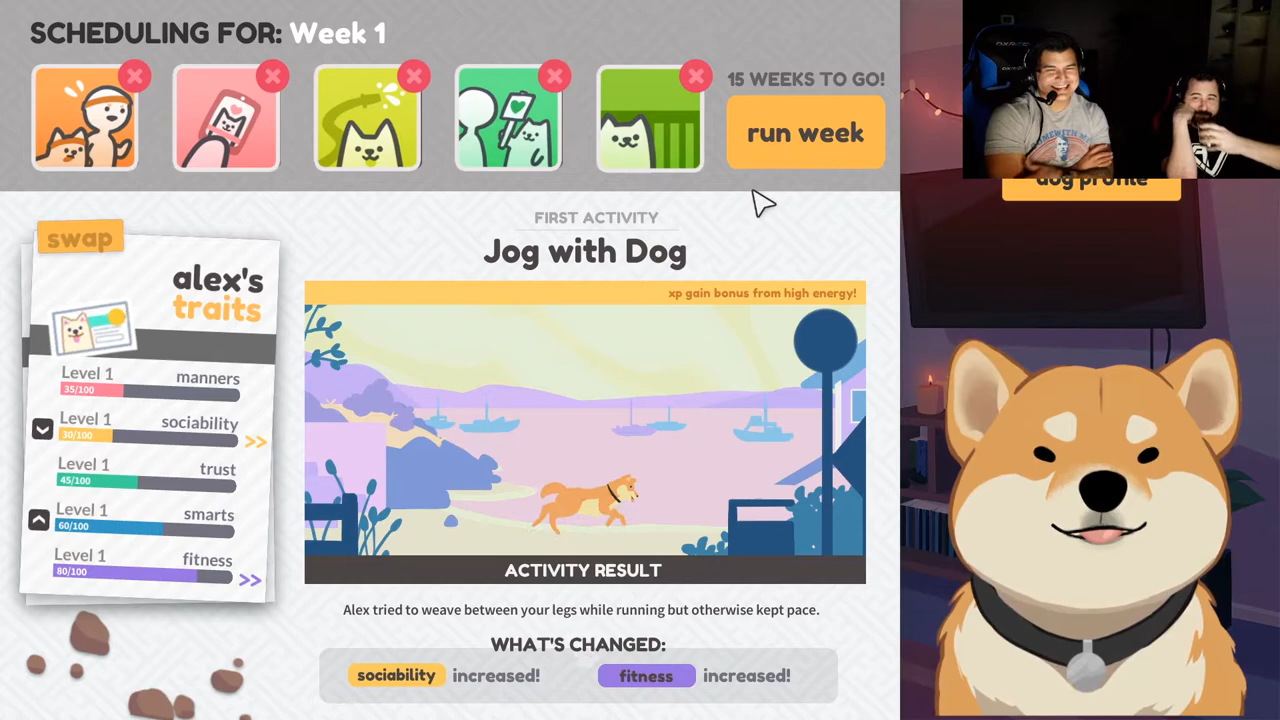 SCHEDULING FOR: Week 1
15 WEEKS TO GO!
run week
dog profile
swap
alex's
traits
Level 1 manners
35/100
Level 1 sociability
30/100
Level 1 trust
45/100
Level 1 smarts
60/100
Level 1 fitness
80/100
FIRST ACTIVITY
Jog with Dog
xp gain bonus from high energy!
ACTIVITY RESULT
Alex tried to weave between your legs while running but otherwise kept pace.
WHAT'S CHANGED:
sociability increased! fitness increased!